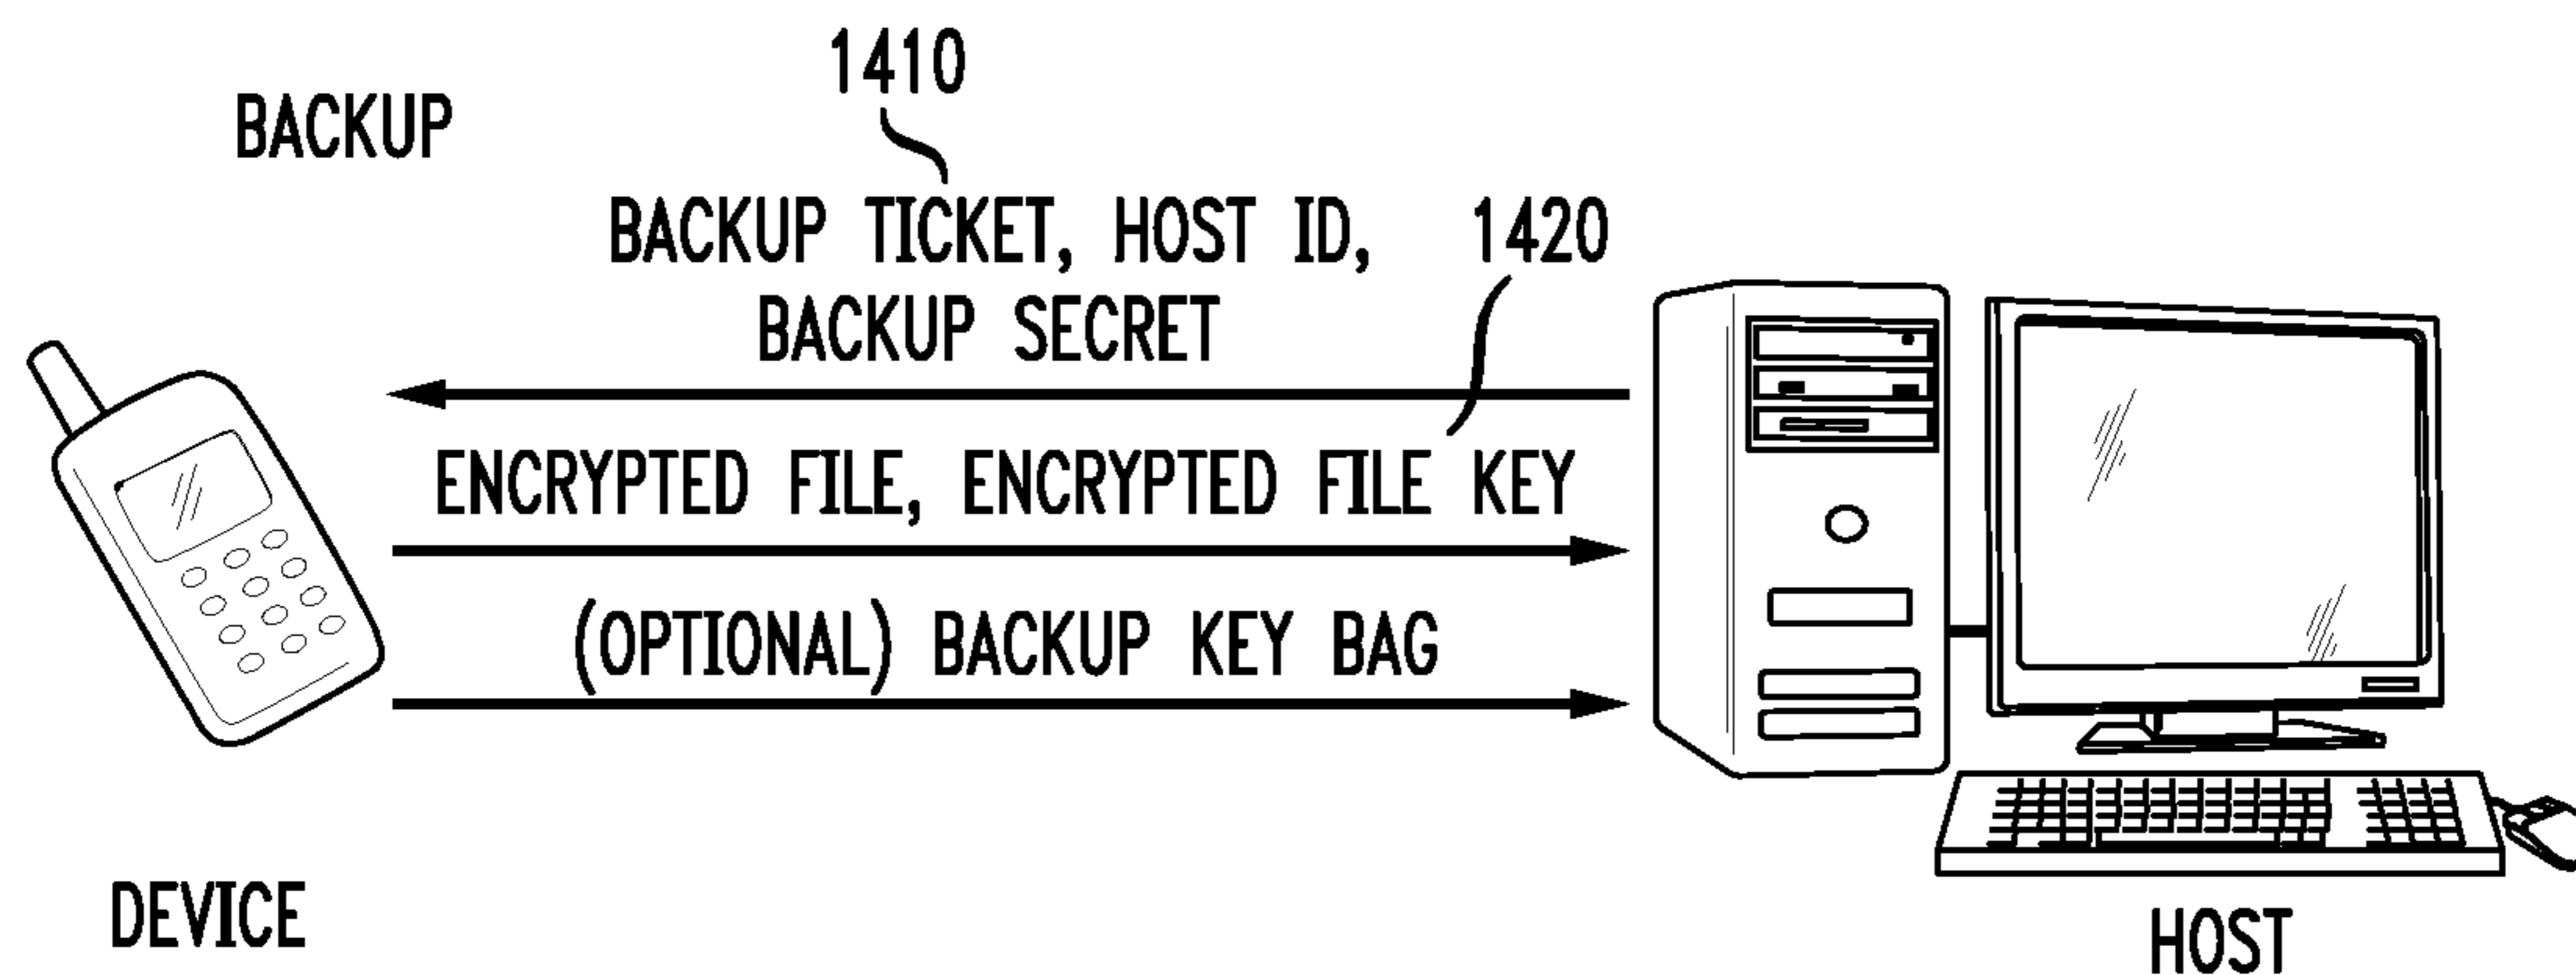 1410
BACKUP
BACKUP TICKET, HOST ID, 1420
BACKUP SECRET
ENCRYPTED FILE, ENCRYPTED FILE KEY
(OPTIONAL) BACKUP KEY BAG
DEVICE
HOST